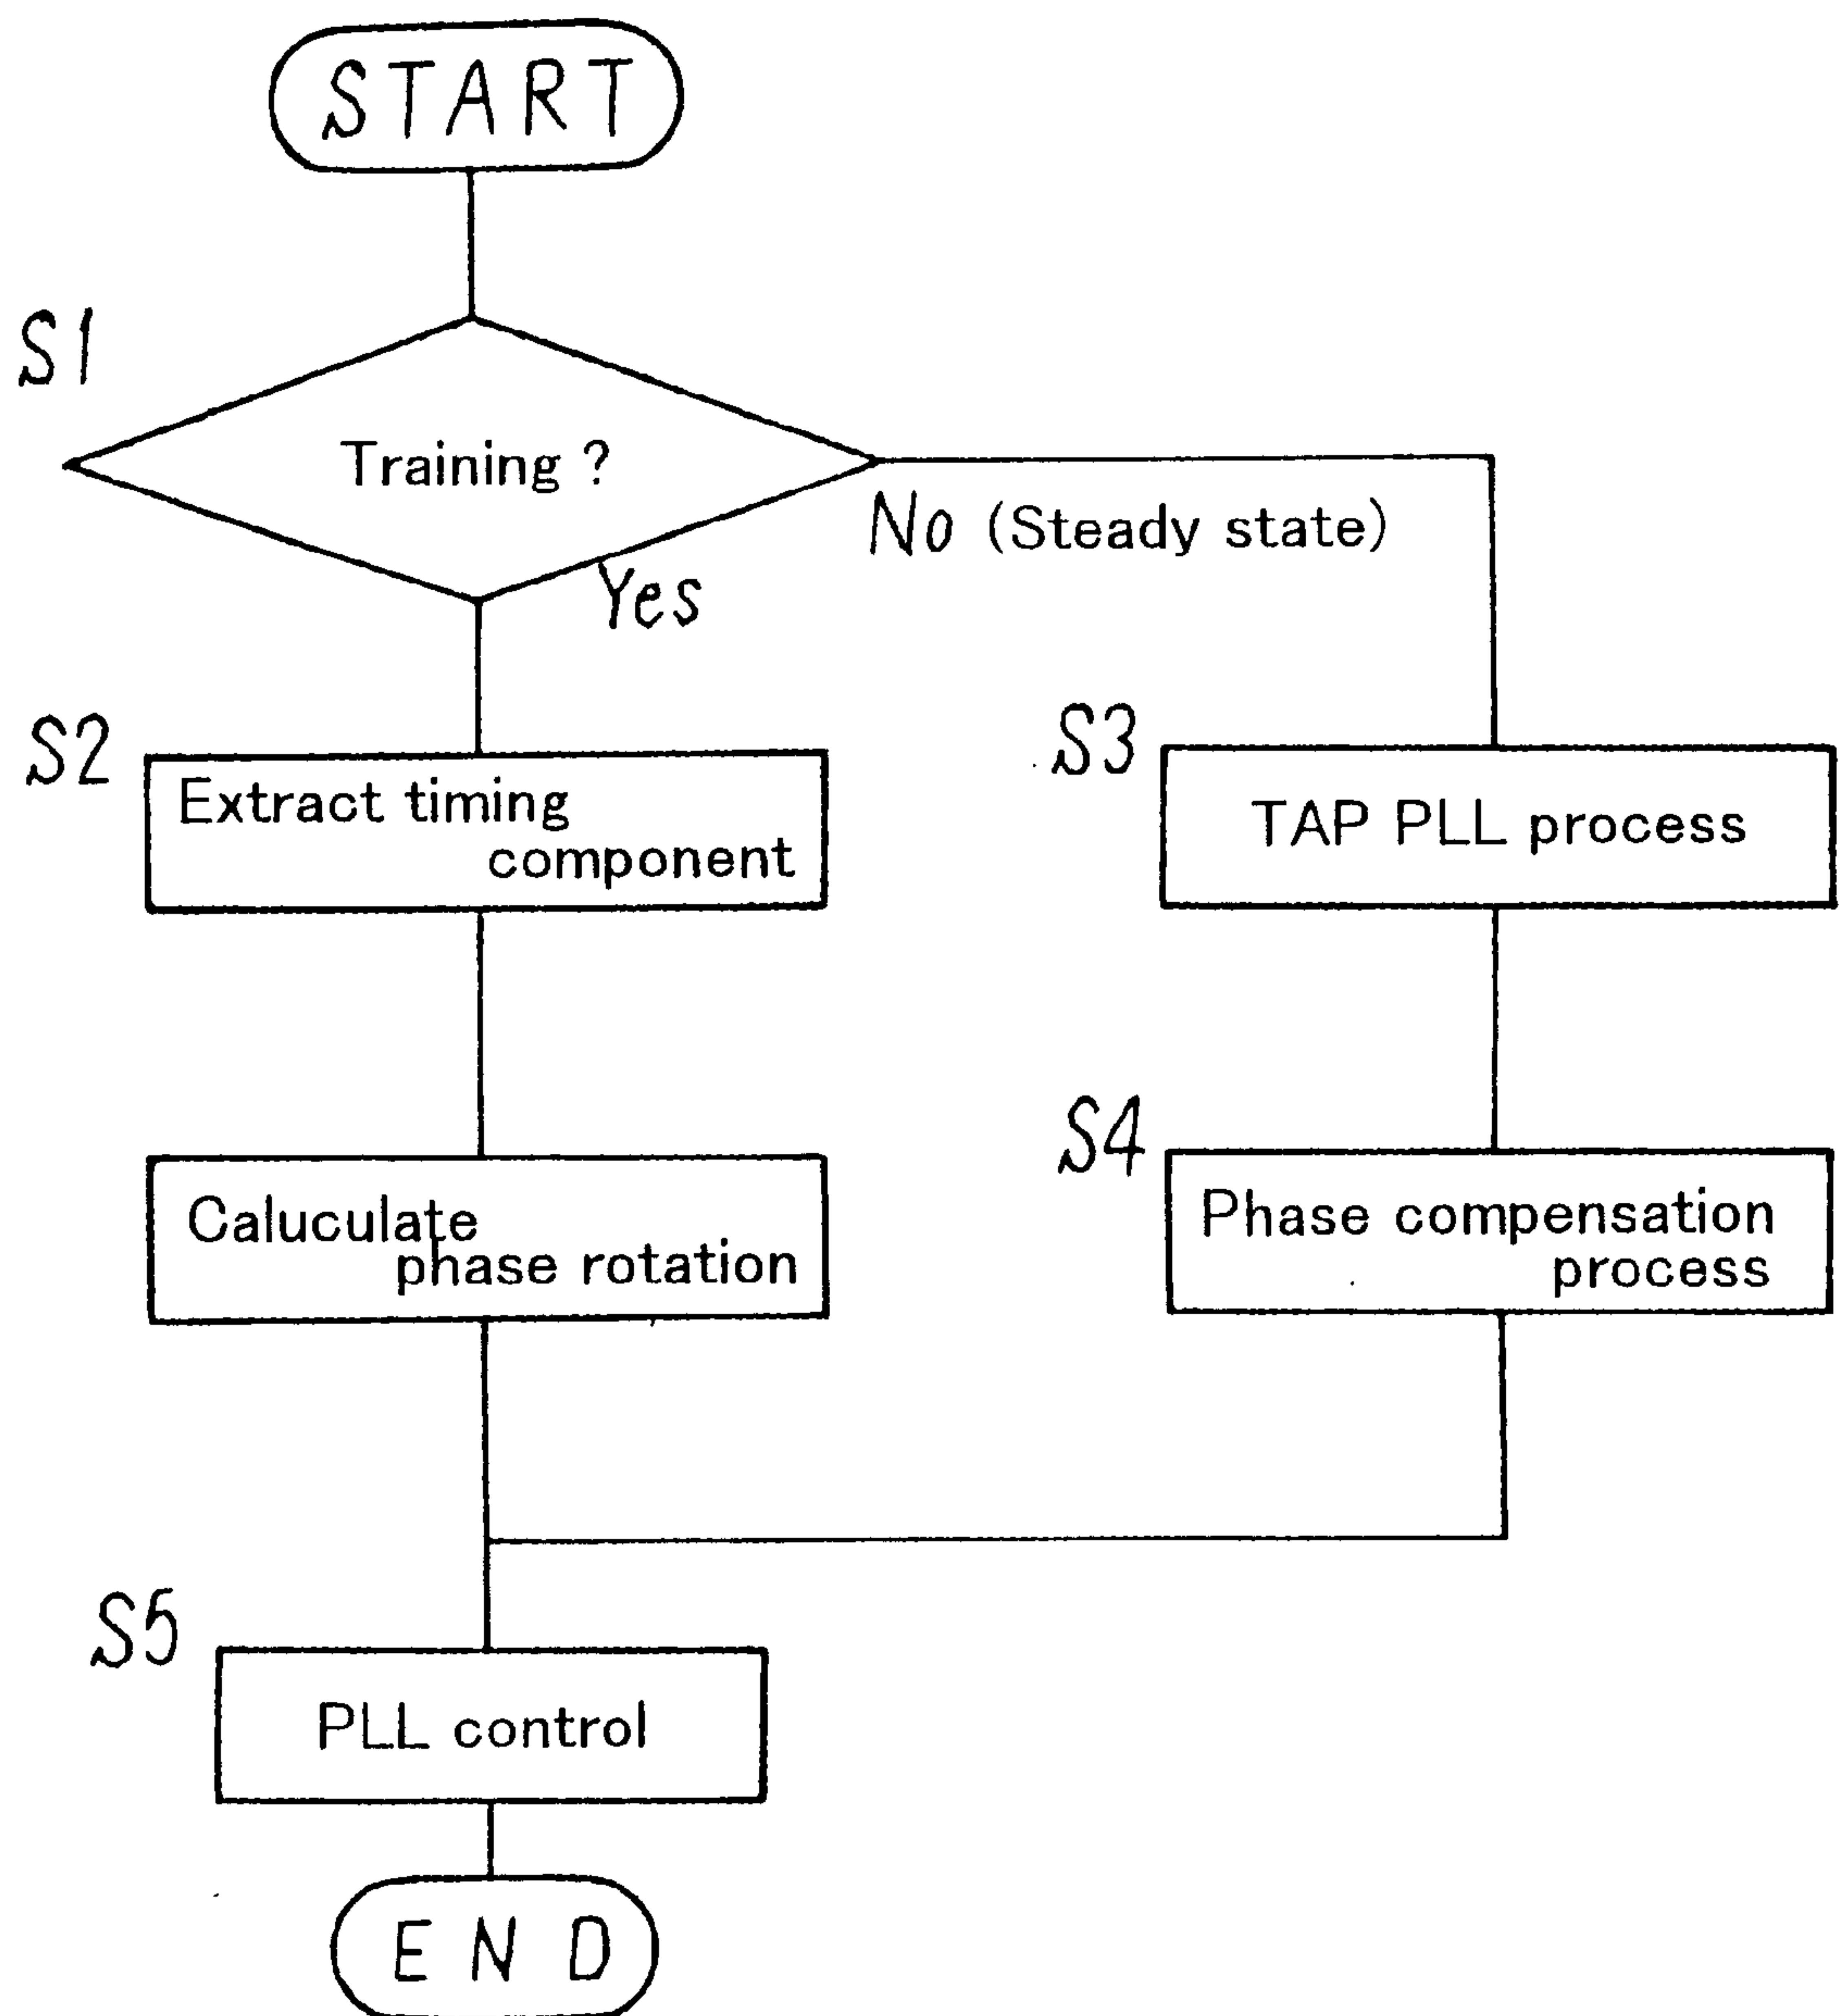 START
S1
Training ?
No (Steady state)
Yes
S2
Extract timing
component
S3
TAP PLL process
Caluculate
phase rotation
S4
Phase compensation
process
S5
PLL control
END